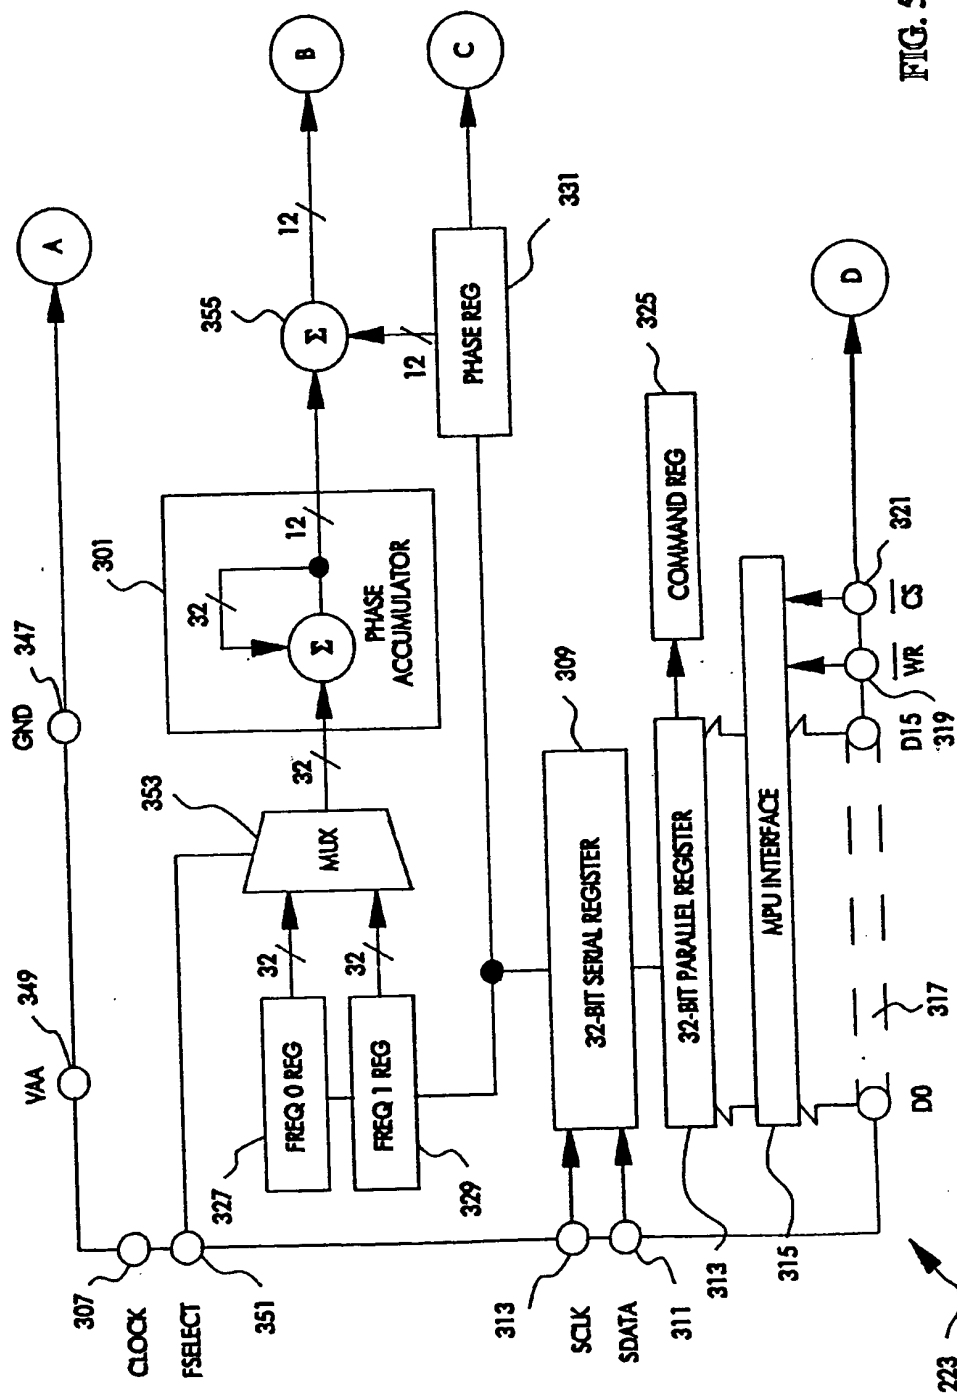 FIG. 5
A
B
C
D
GND
347
VAA
349
CLOCK
307
FSELECT
351
301
32
12
Σ
PHASE
ACCUMULATOR
355
Σ
12
12
PHASE REG
331
353
MUX
32
32
32
FREQ 0 REG
327
FREQ 1 REG
329
309
32-BIT SERIAL REGISTER
32-BIT PARALLEL REGISTER
313
COMMAND REG
325
MPU INTERFACE
315
SCLK
313
SDATA
311
D0
317
D15
319
WR
CS
321
223